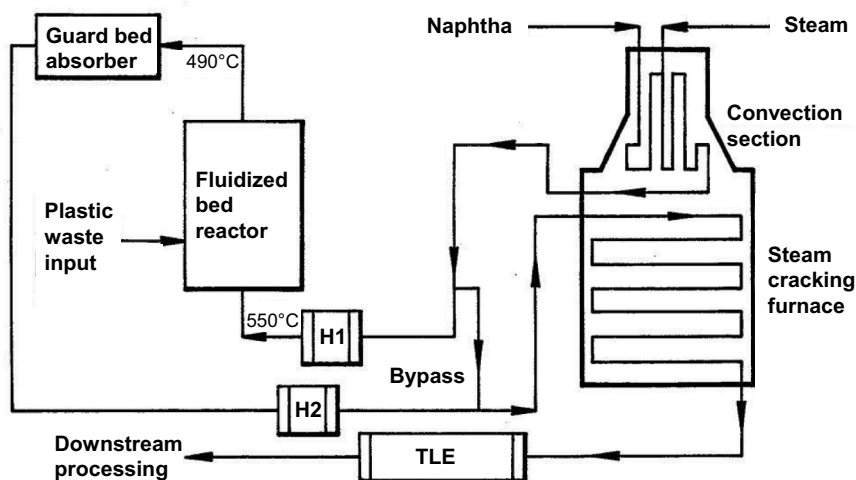 Guard bed
absorber
490°C
Naphtha
Steam
Convection
section
Fluidized
bed
reactor
Plastic
waste
input
Steam
cracking
furnace
550°C
H1
Bypass
H2
Downstream
processing
TLE